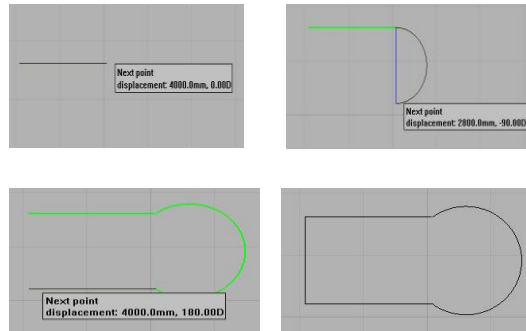 Next point
displacement: 4000.0mm, 0.00D
Next point
displacement: 2800.0mm, -90.00D
Next point
displacement: 4000.0mm, 180.00D